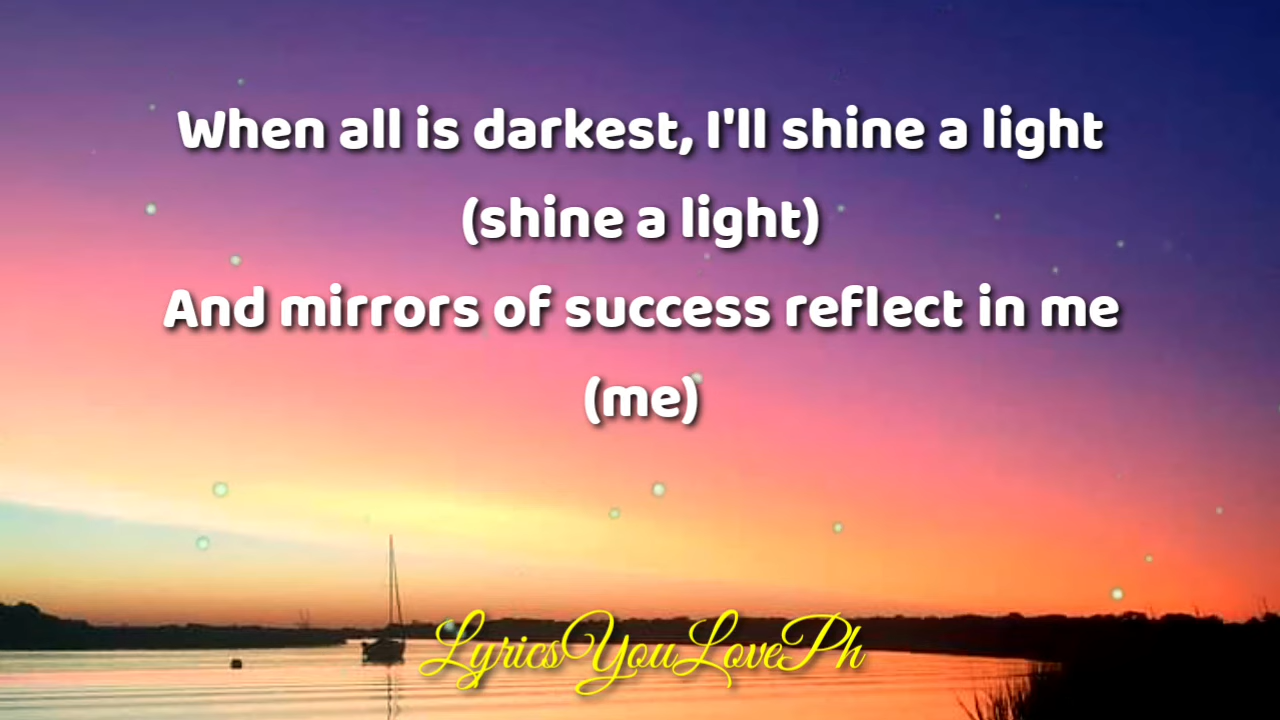 When all is darkest, I'll shine a light
(shine a light)
And mirrors of success reflect in me
(me)
LyricsYouLovePh